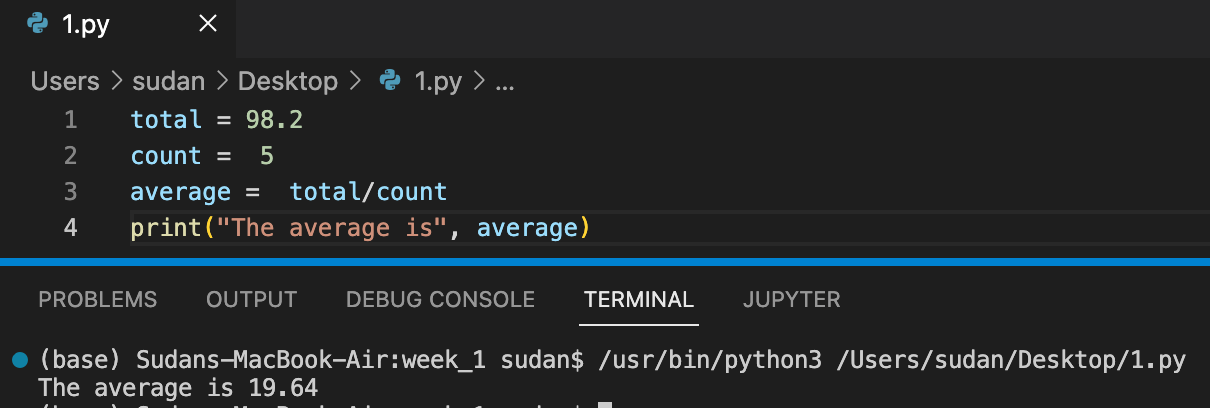 1.py ×
Users > sudan > Desktop > 1.py > ...
1 total = 98.2
2 count =  5
3 average =  total/count
4 print("The average is", average)
PROBLEMS OUTPUT DEBUG CONSOLE TERMINAL JUPYTER
(base) Sudans-MacBook-Air:week_1 sudan$ /usr/bin/python3 /Users/sudan/Desktop/1.py
The average is 19.64